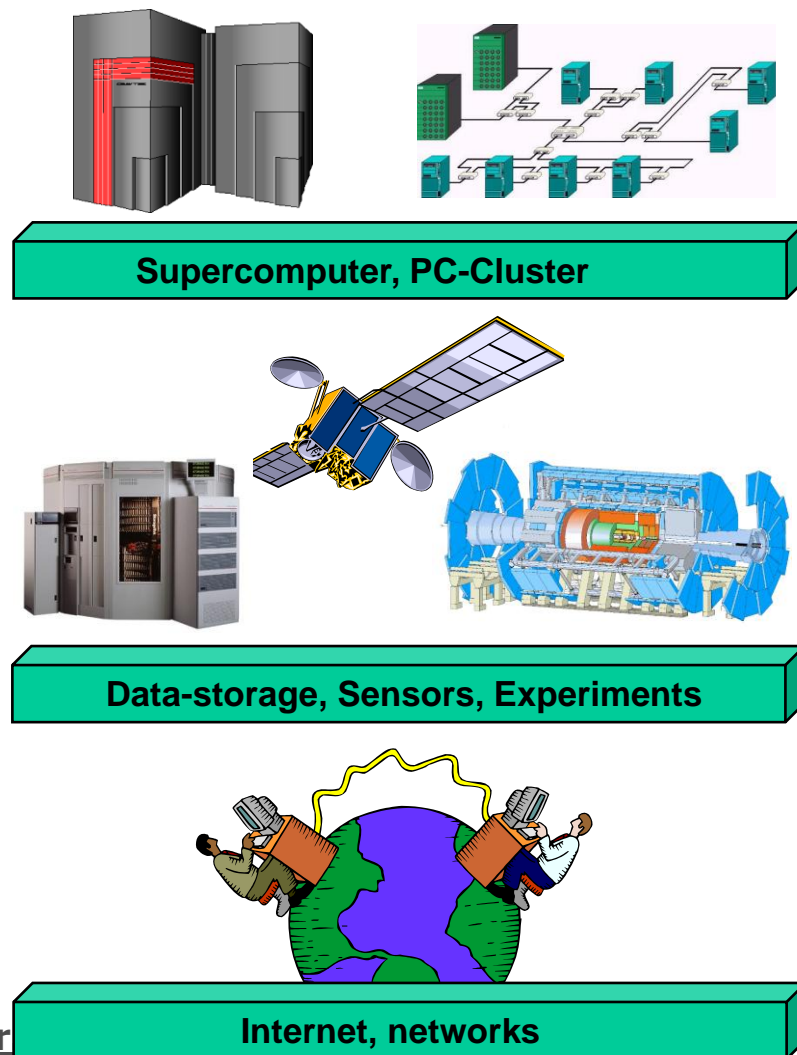 Supercomputer, PC-Cluster
Data-storage, Sensors, Experiments
Internet, networks
r